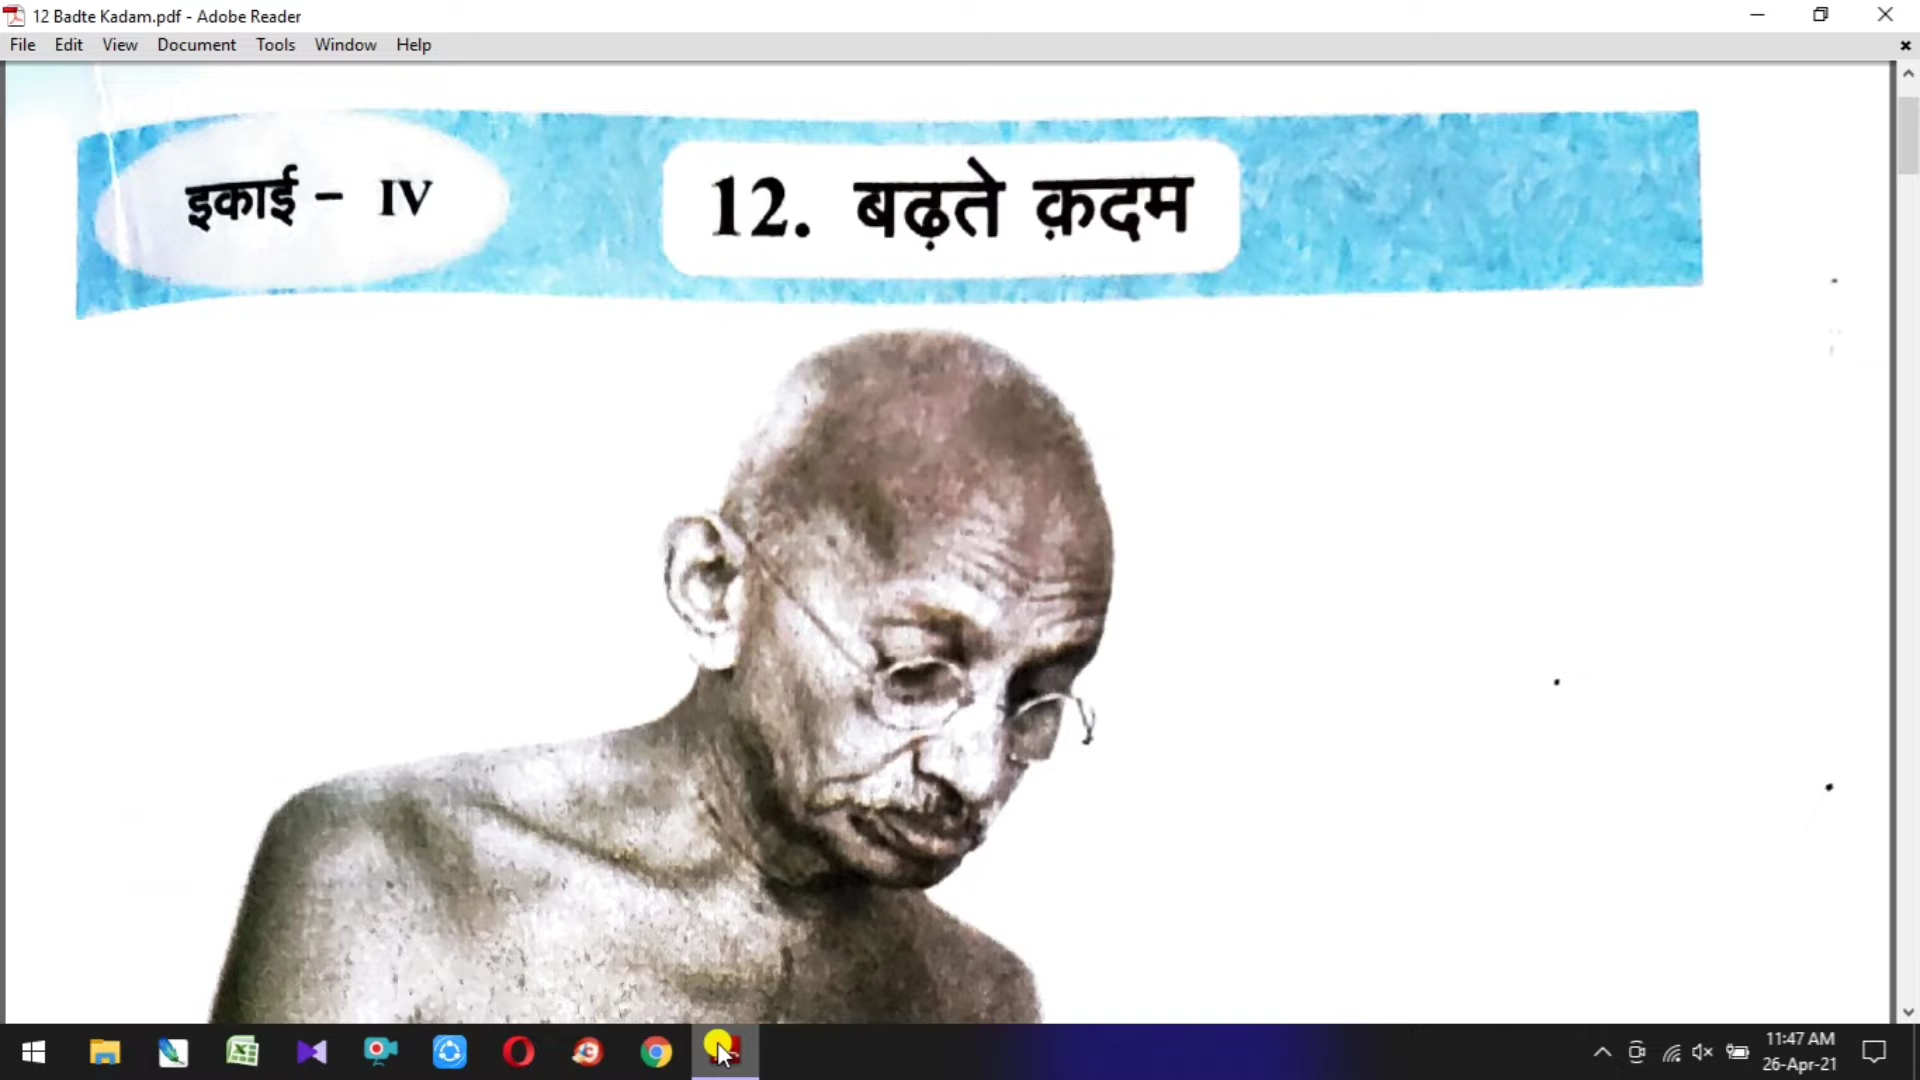 12 Badte Kadam.pdf - Adobe Reader
File Edit View Document Tools Window Help
इकाई - IV
12. बढ़ते क़दम
11:47 AM
26-Apr-21